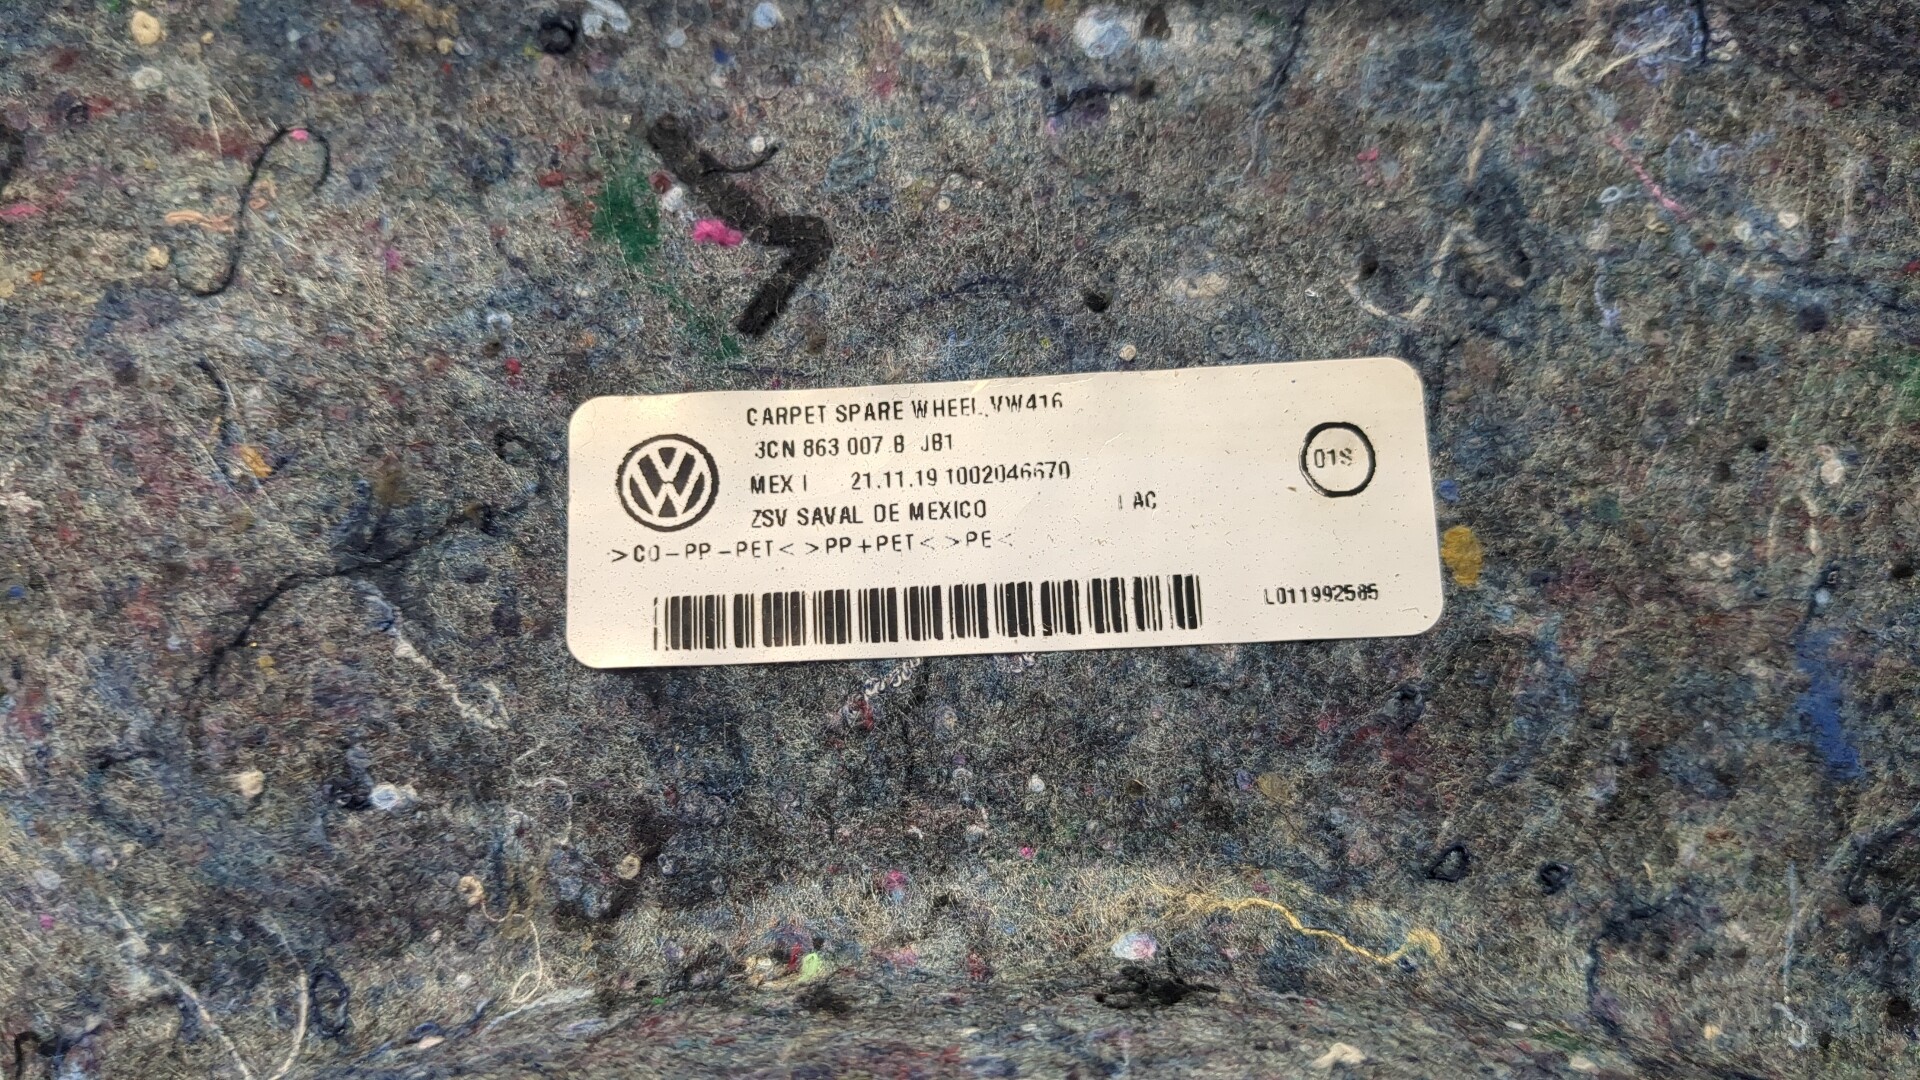 CARPET SPARE WHEEL, VW416
3CN 863 007 B JB1
MEX I 21.11.19 1002046670
ZSV SAVAL DE MEXICO
AC
>CO-PP-PET< >PP+PET< >PE<
L011992585
01S
VW